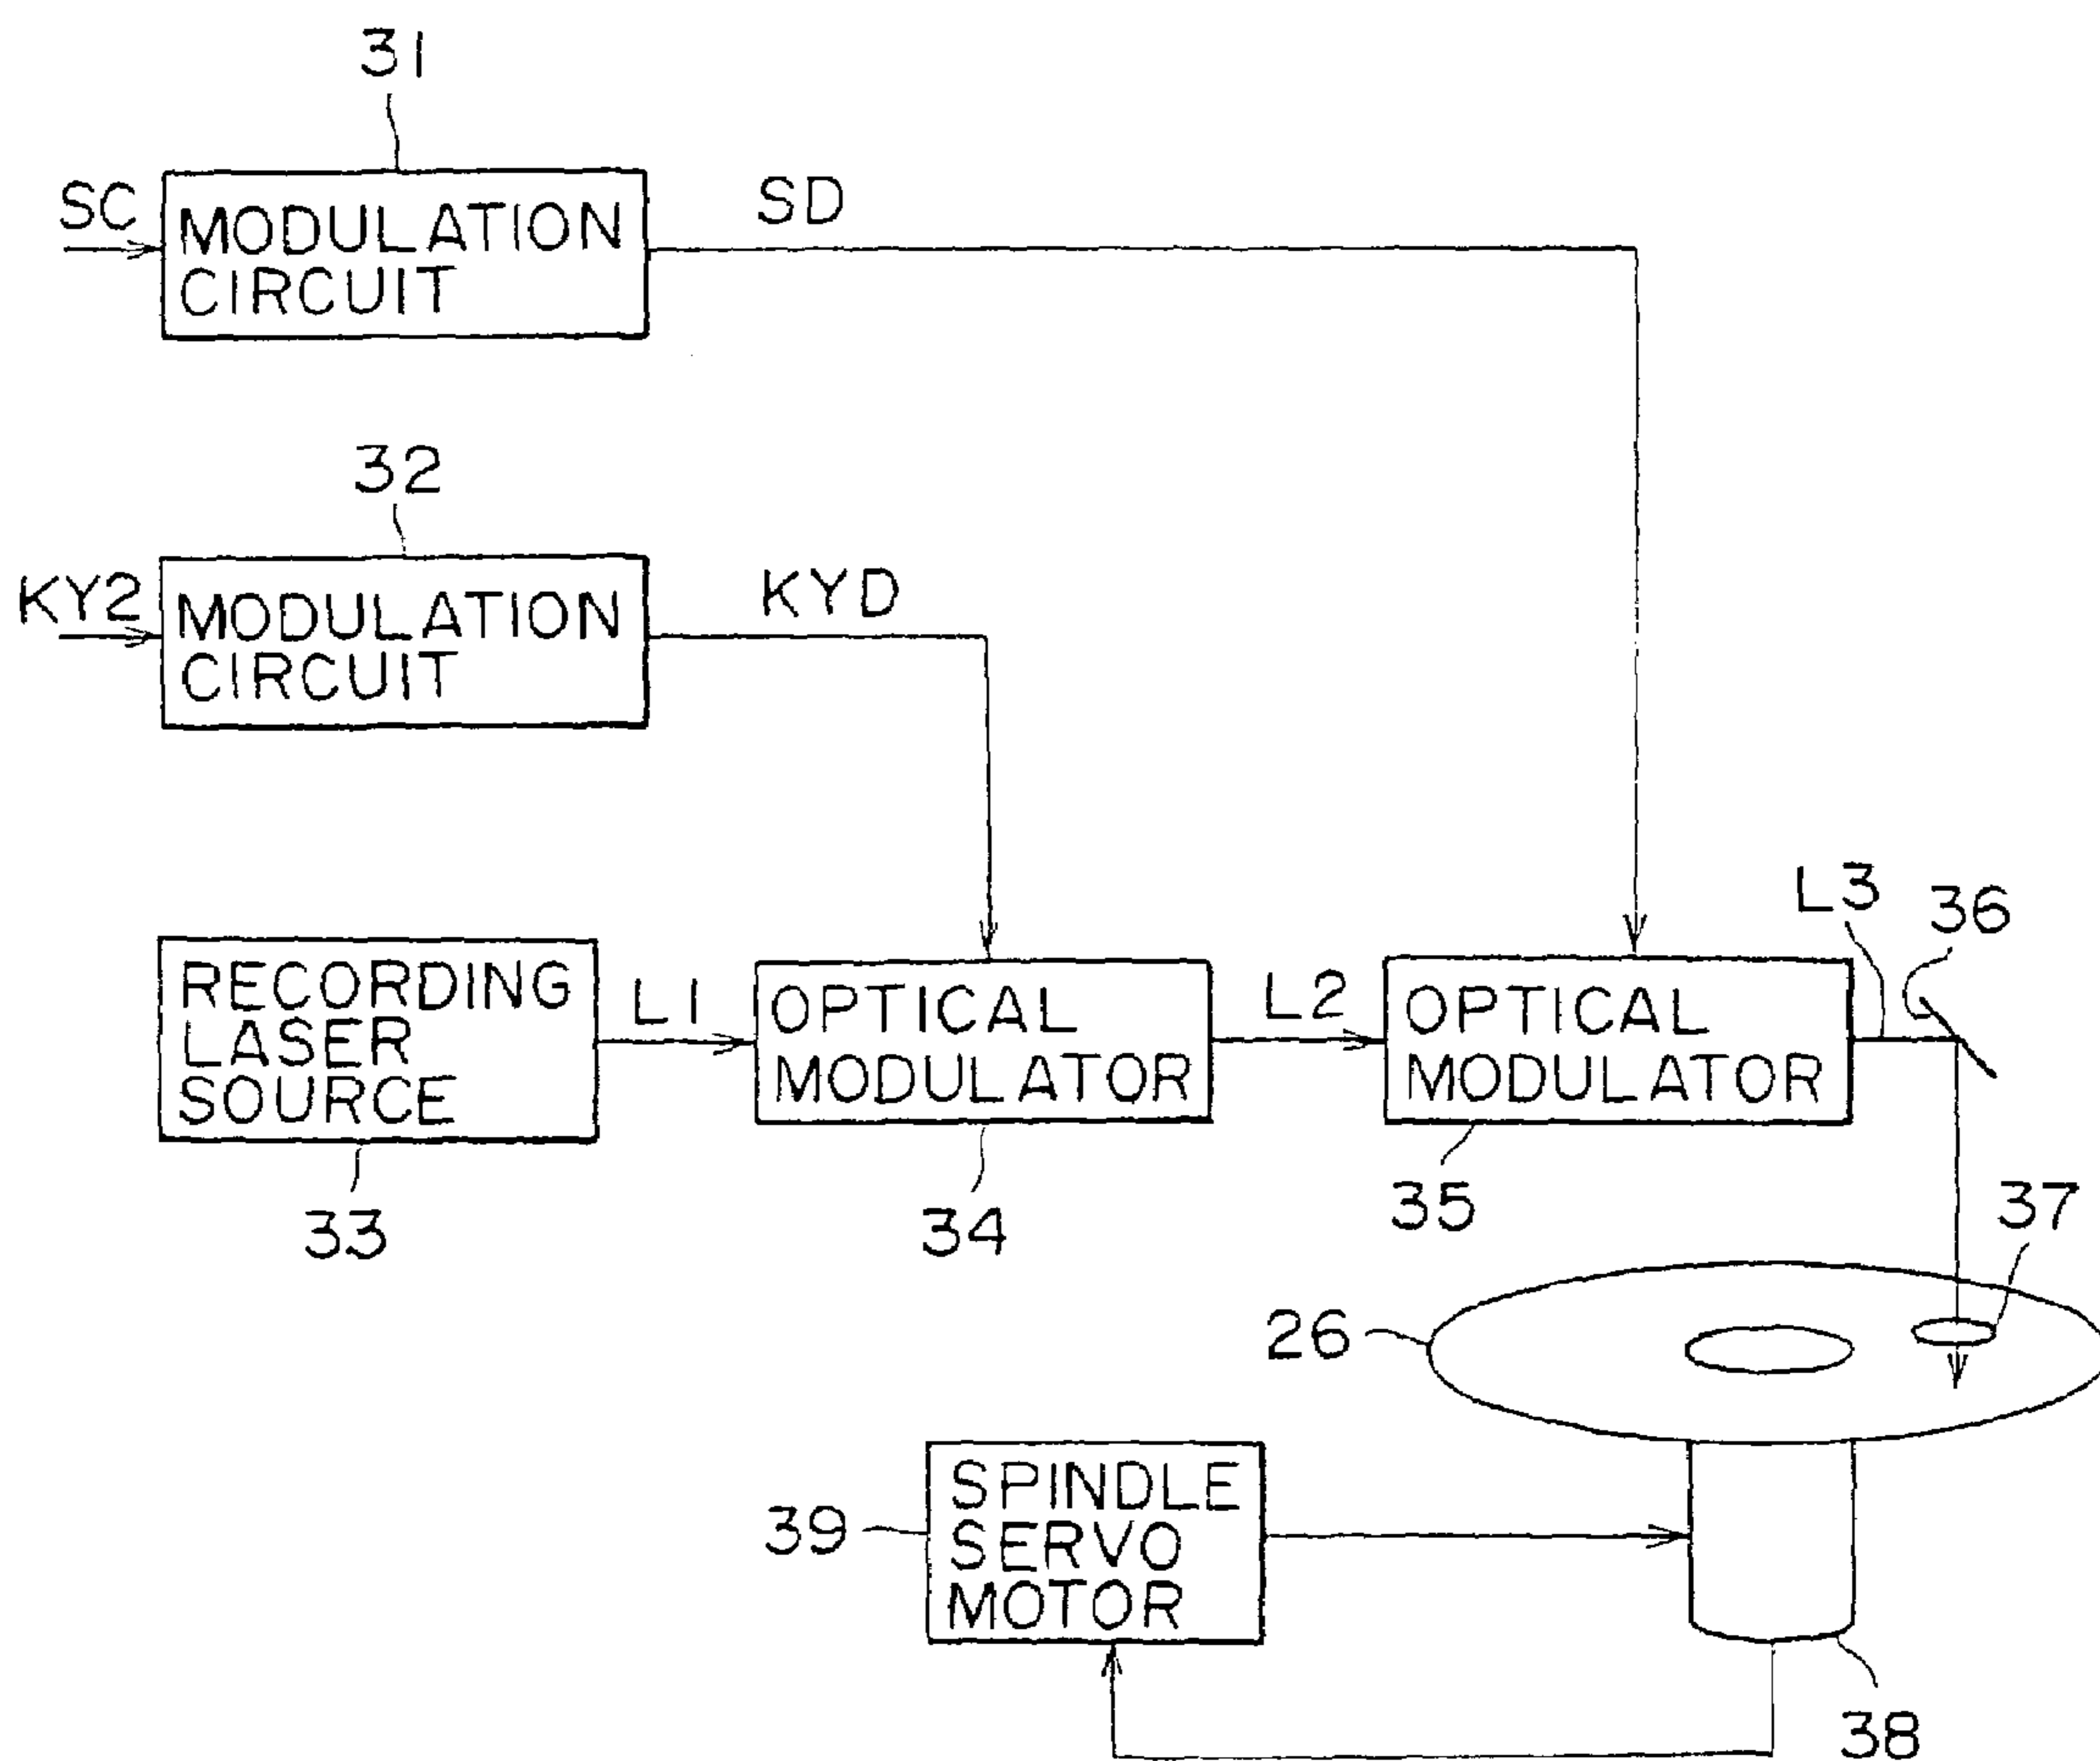 31
SC
MODULATION
CIRCUIT
SD
32
KY2
MODULATION
CIRCUIT
KYD
RECORDING
LASER
SOURCE
33
L1
OPTICAL
MODULATOR
34
L2
OPTICAL
MODULATOR
35
L3
36
37
26
SPINDLE
SERVO
MOTOR
39
38